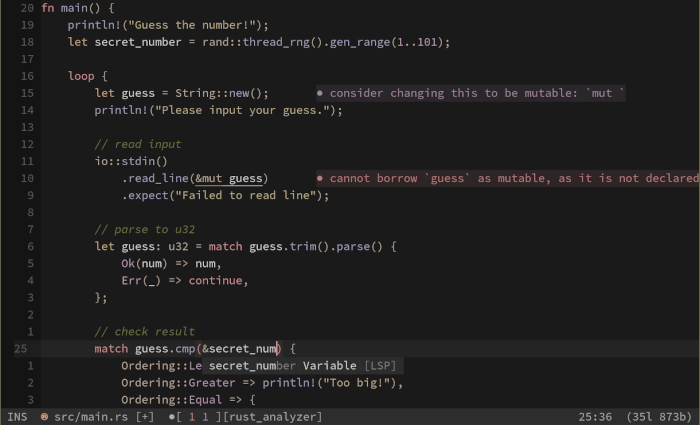 20 fn main() {
19     println!("Guess the number!");
18     let secret_number = rand::thread_rng().gen_range(1..101);
17
16     loop {
15         let guess = String::new();       ● consider changing this to be mutable: `mut `
14         println!("Please input your guess.");
13
12         // read input
11         io::stdin()
10             .read_line(&mut guess)       ● cannot borrow `guess` as mutable, as it is not declared
9             .expect("Failed to read line");
8
7         // parse to u32
6         let guess: u32 = match guess.trim().parse() {
5             Ok(num) => num,
4             Err(_) => continue,
3         };
2
1         // check result
25         match guess.cmp(&secret_num) {
1             Ordering::Le secret_number Variable [LSP]
2             Ordering::Greater => println!("Too big!"),
3             Ordering::Equal => {
INS src/main.rs [+] ●[ 1 1 ][rust_analyzer] 25:36 (35l 873b)